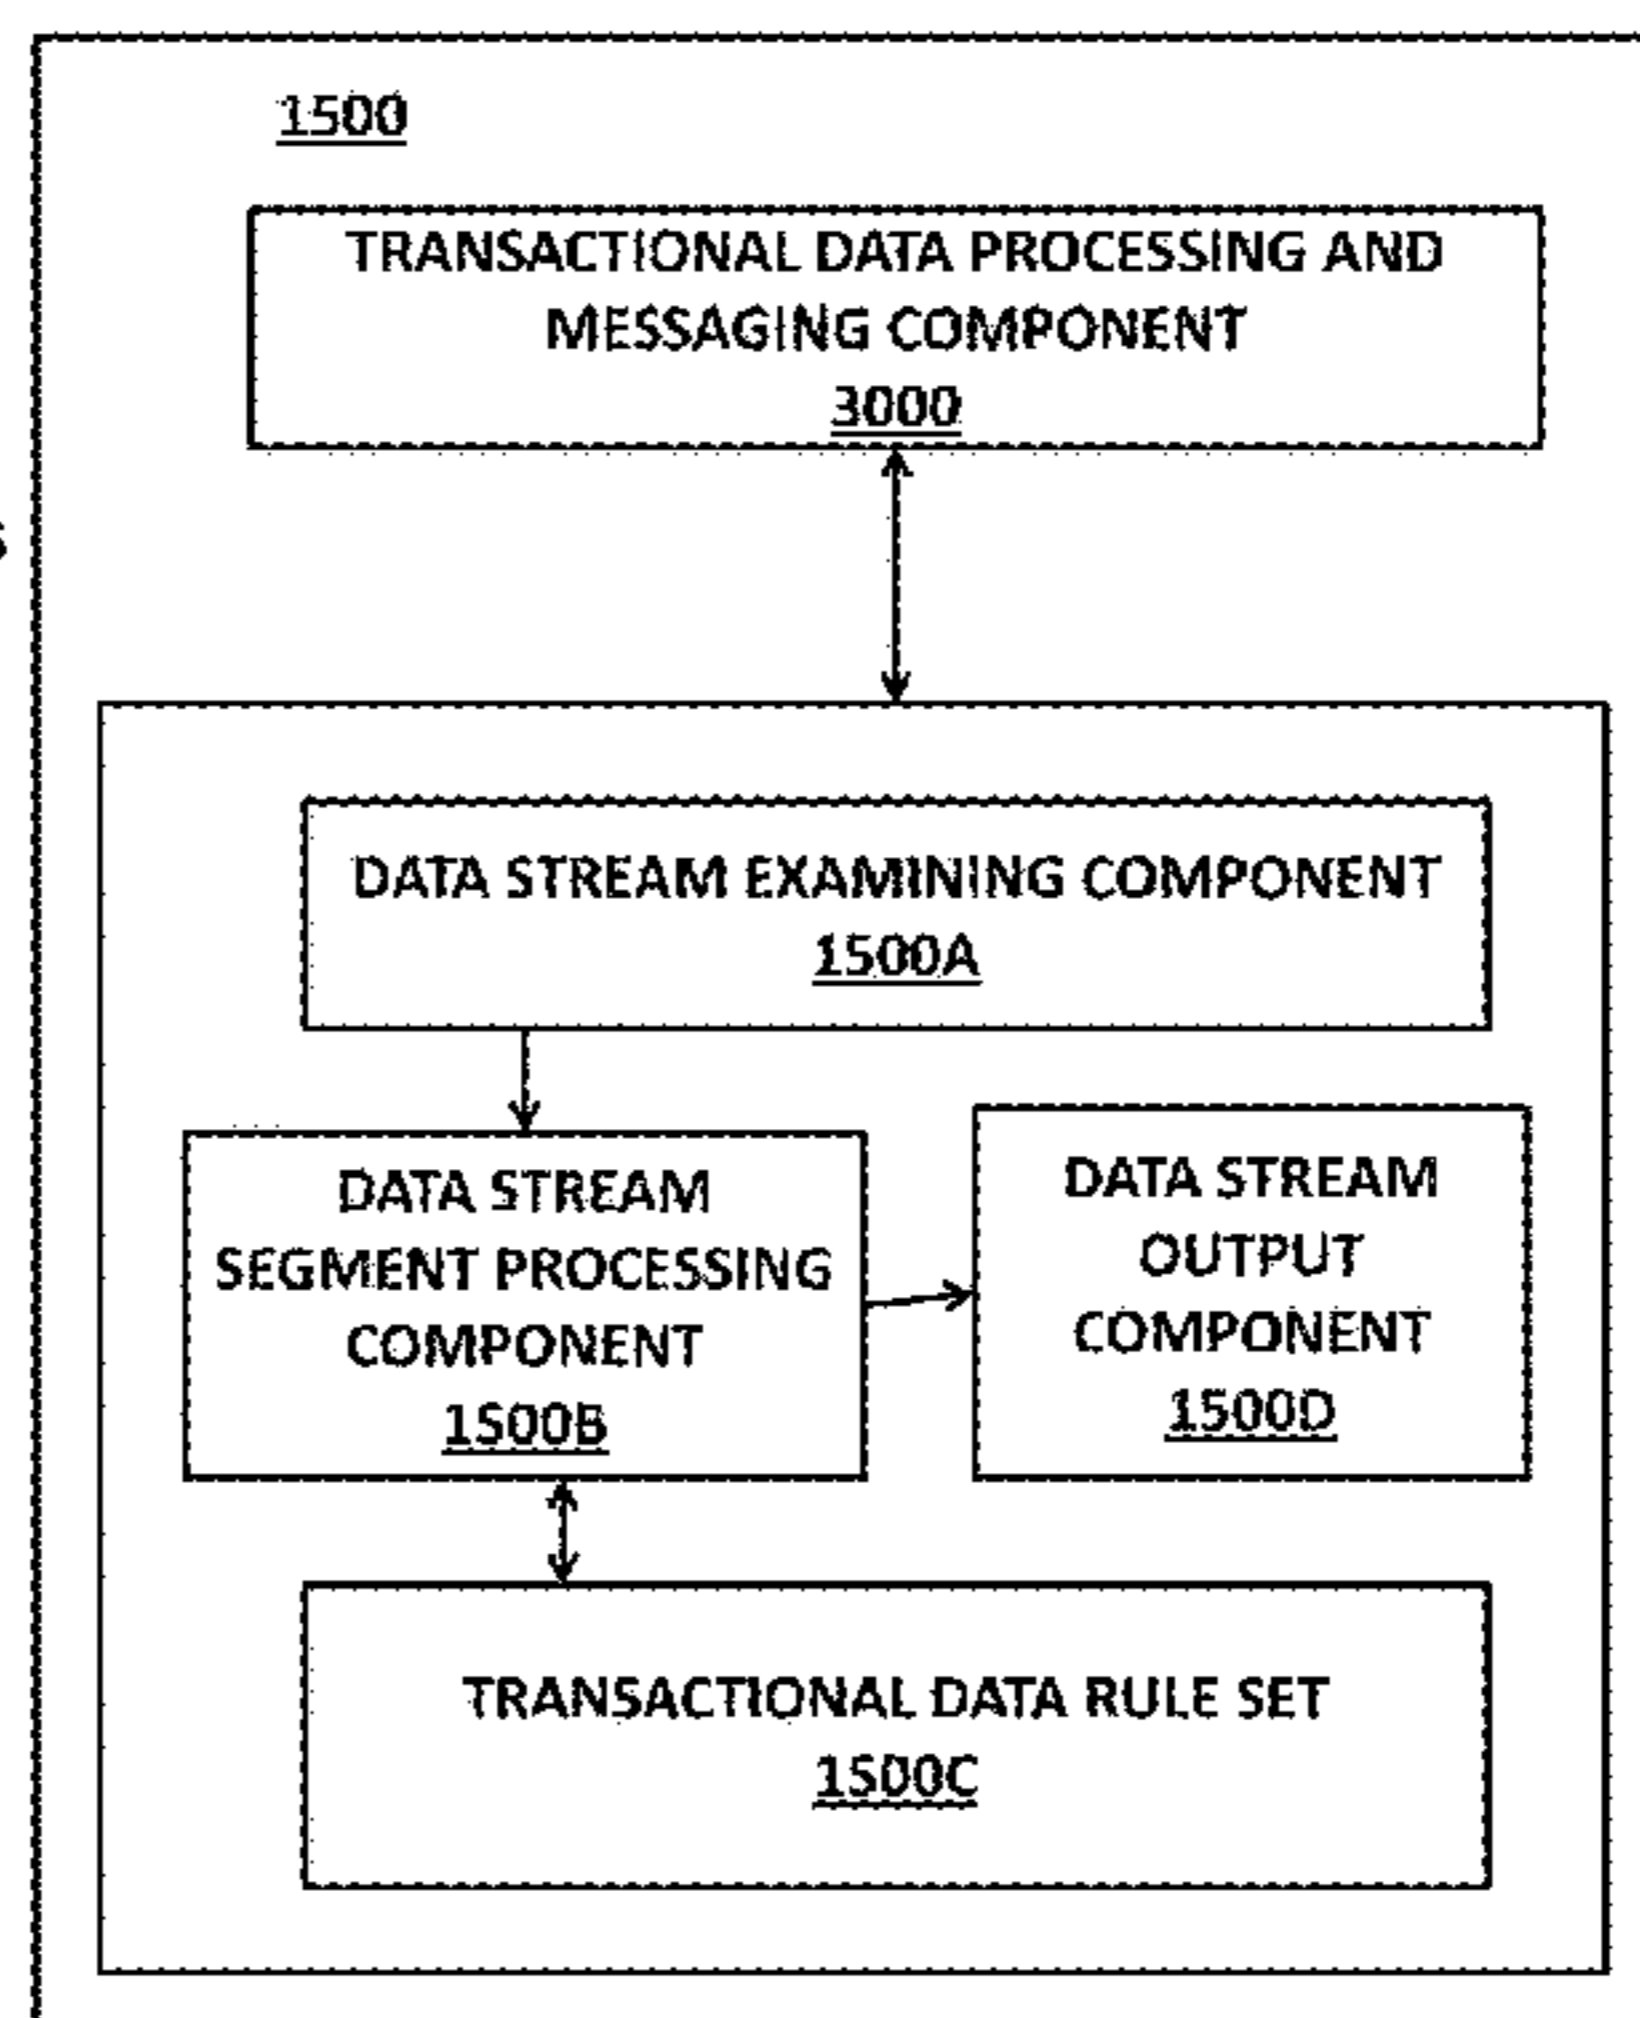 1500
TRANSACTIONAL DATA PROCESSING AND
MESSAGING COMPONENT
3000
DATA STREAM EXAMINING COMPONENT
1500A
DATA STREAM
SEGMENT PROCESSING
COMPONENT
1500B
DATA STREAM
OUTPUT
COMPONENT
1500D
TRANSACTIONAL DATA RULE SET
1500C